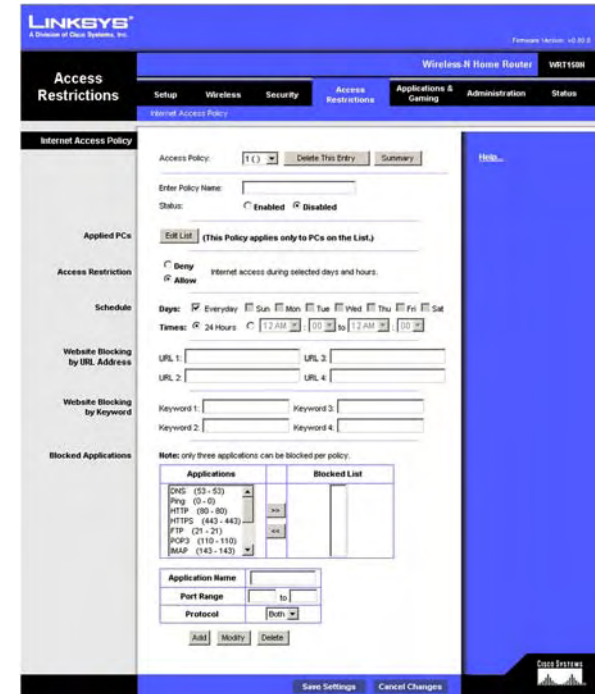 LINKSYS®
A Division of Cisco Systems, Inc.
Firmware Version: v0.00.0
Wireless-N Home Router WRT150N
Access Restrictions
Setup Wireless Security Access Restrictions Applications & Gaming Administration Status
Internet Access Policy
Internet Access Policy
Access Policy: 1 ( ) Delete This Entry Summary
Help...
Enter Policy Name:
Status: Enabled Disabled
Applied PCs
Edit List (This Policy applies only to PCs on the List.)
Access Restriction
Deny
Allow
Internet access during selected days and hours.
Schedule
Days: Everyday Sun Mon Tue Wed Thu Fri Sat
Times: 24 Hours 12 AM : 00 to 12 AM : 00
Website Blocking by URL Address
URL 1: URL 3:
URL 2: URL 4:
Website Blocking by Keyword
Keyword 1: Keyword 3:
Keyword 2: Keyword 4:
Blocked Applications
Note: only three applications can be blocked per policy.
Applications Blocked List
DNS (53 - 53)
Ping (0 - 0)
HTTP (80 - 80)
HTTPS (443 - 443)
FTP (21 - 21)
POP3 (110 - 110)
IMAP (143 - 143)
>>
<<
Application Name
Port Range to
Protocol Both
Add Modify Delete
Save Settings Cancel Changes
CISCO SYSTEMS